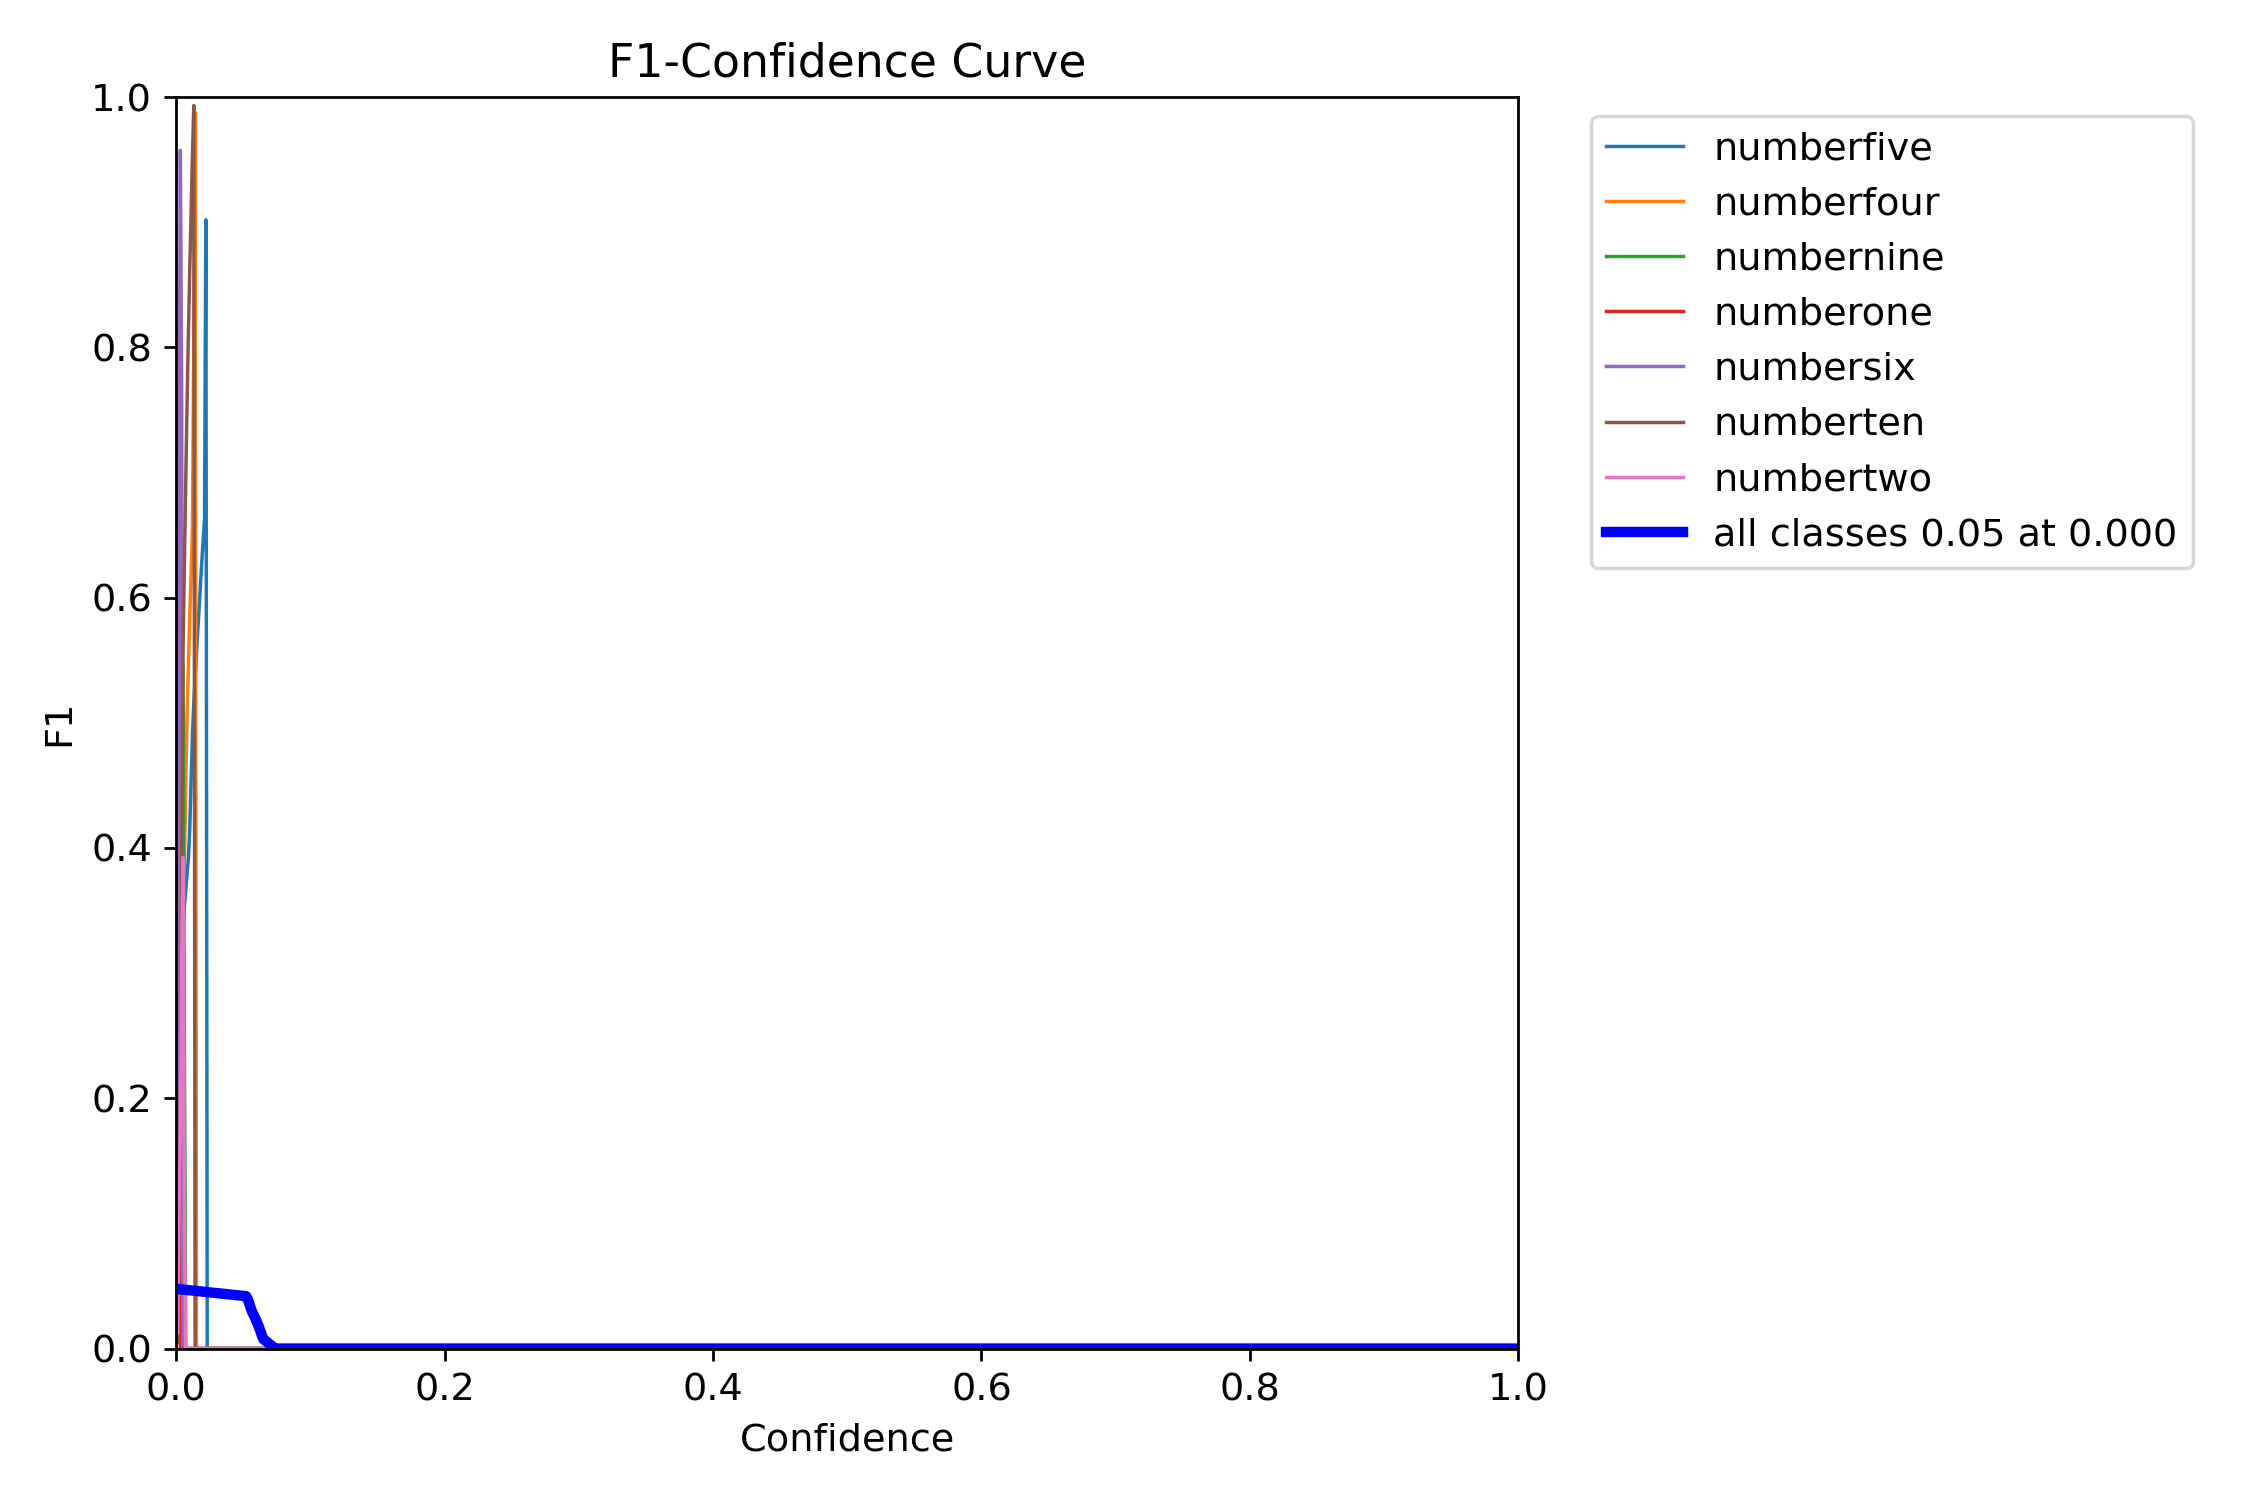 F1-Confidence Curve
1.0
0.8
0.6
0.4
0.2
0.0
F1
0.0 0.2 0.4 0.6 0.8 1.0
Confidence
numberfive
numberfour
numbernine
numberone
numbersix
numberten
numbertwo
all classes 0.05 at 0.000